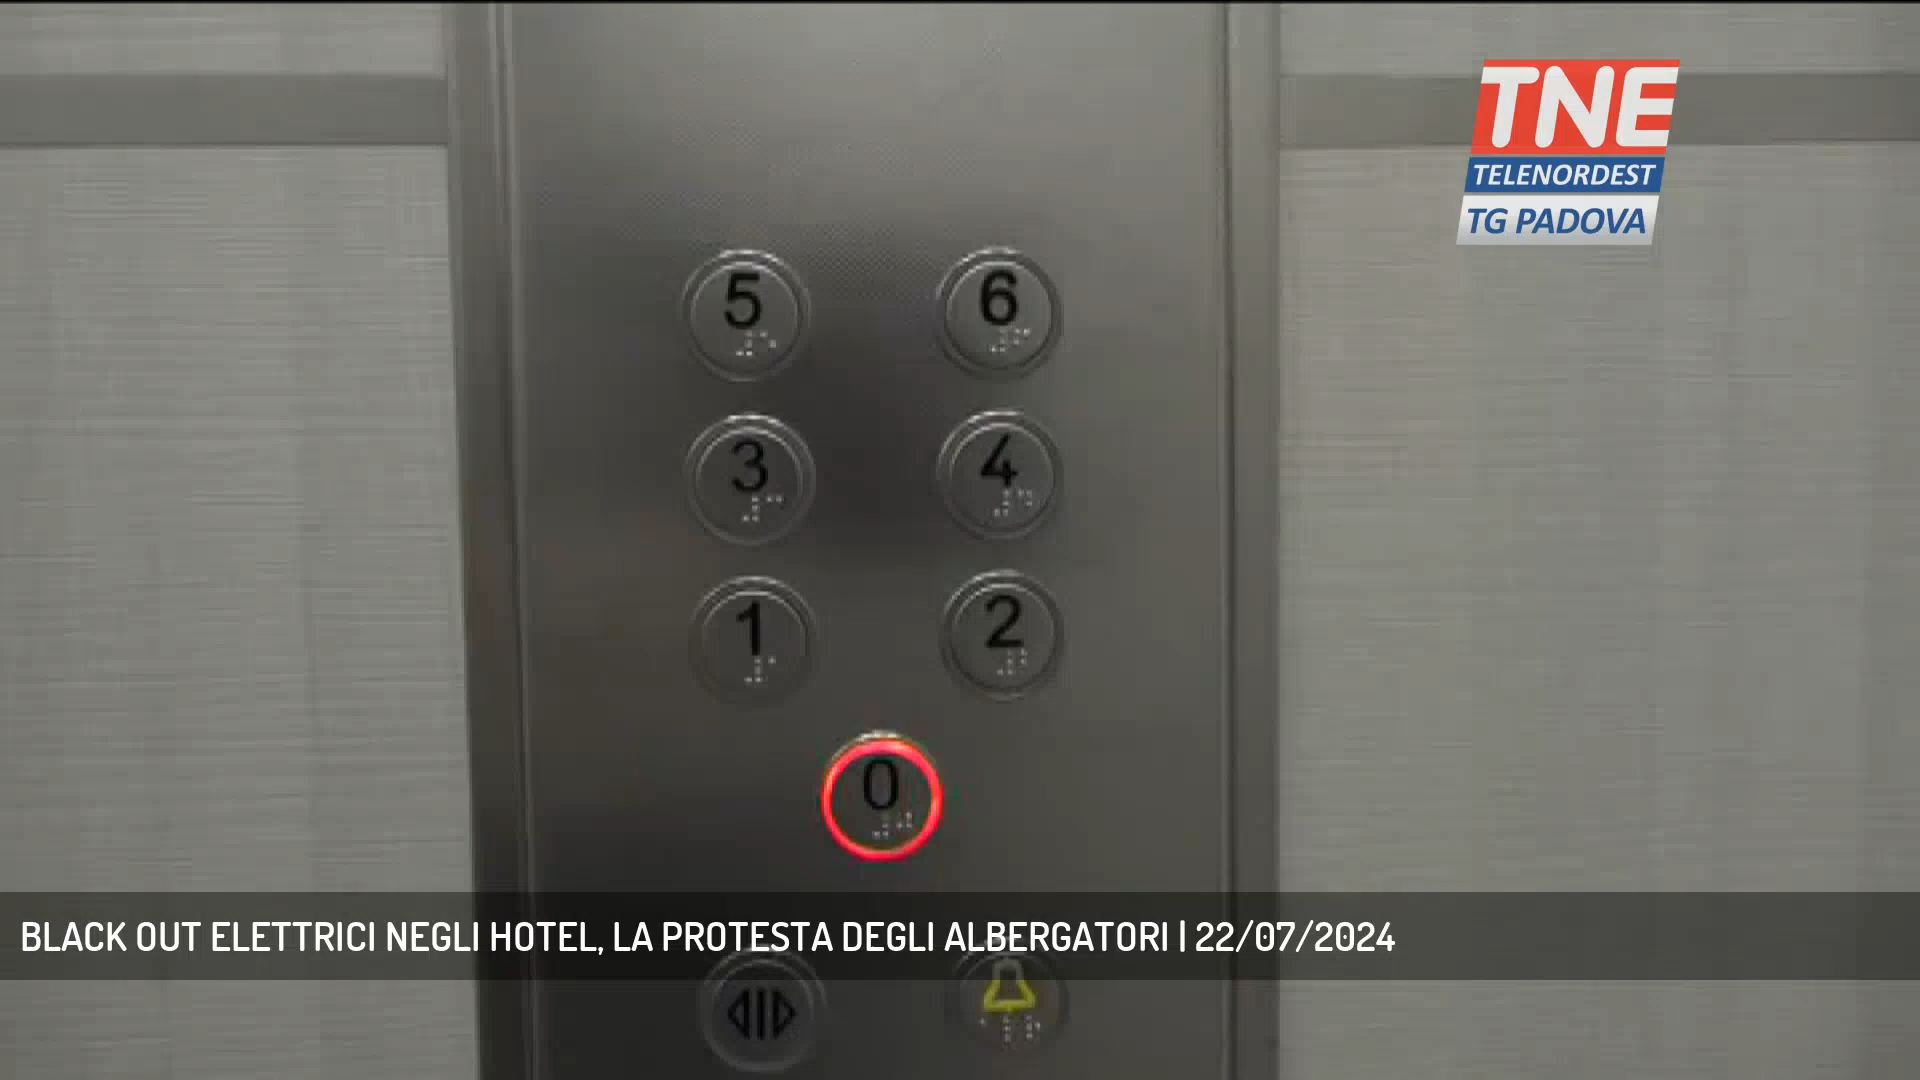 TNE
TELENORDEST
TG PADOVA
5 6
3 4
1 2
0
BLACK OUT ELETTRICI NEGLI HOTEL, LA PROTESTA DEGLI ALBERGATORI | 22/07/2024